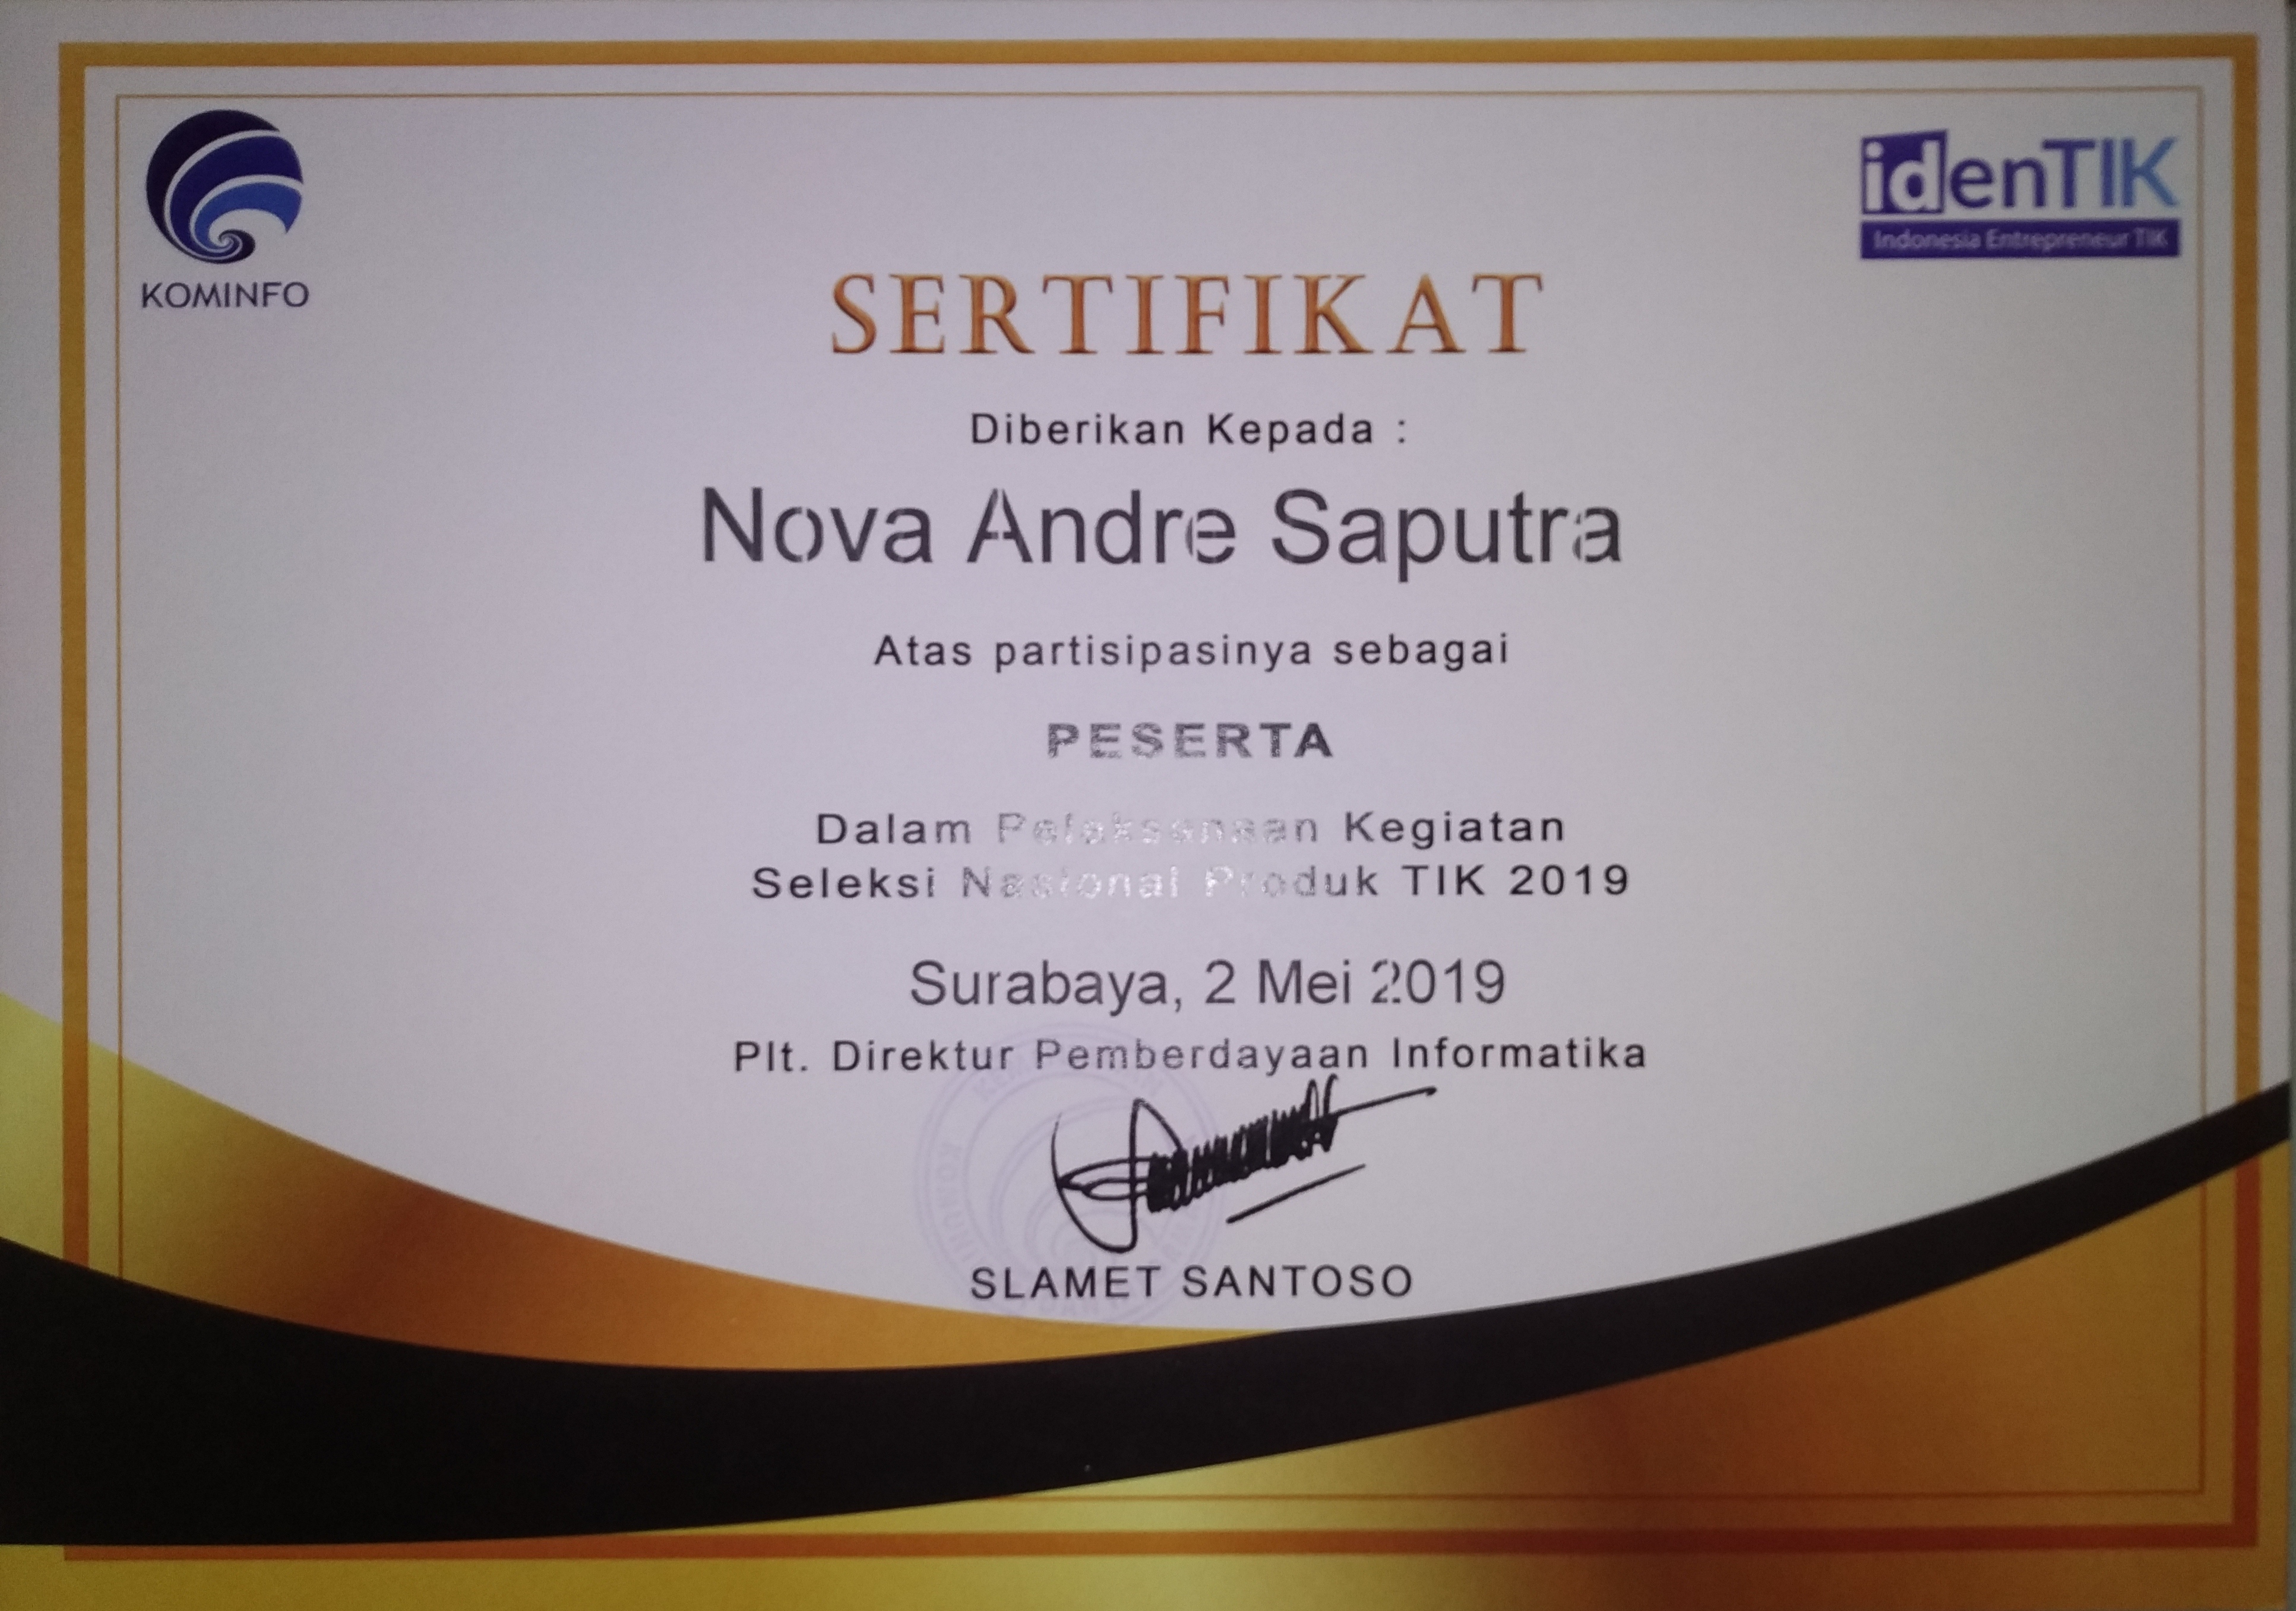 KOMINFO
idenTIK
Indonesia Entrepreneur TIK
SERTIFIKAT
Diberikan Kepada :
Nova Andre Saputra
Atas partisipasinya sebagai
PESERTA
Dalam Pelaksanaan Kegiatan
Seleksi Nasional Produk TIK 2019
Surabaya, 2 Mei 2019
Plt. Direktur Pemberdayaan Informatika
SLAMET SANTOSO